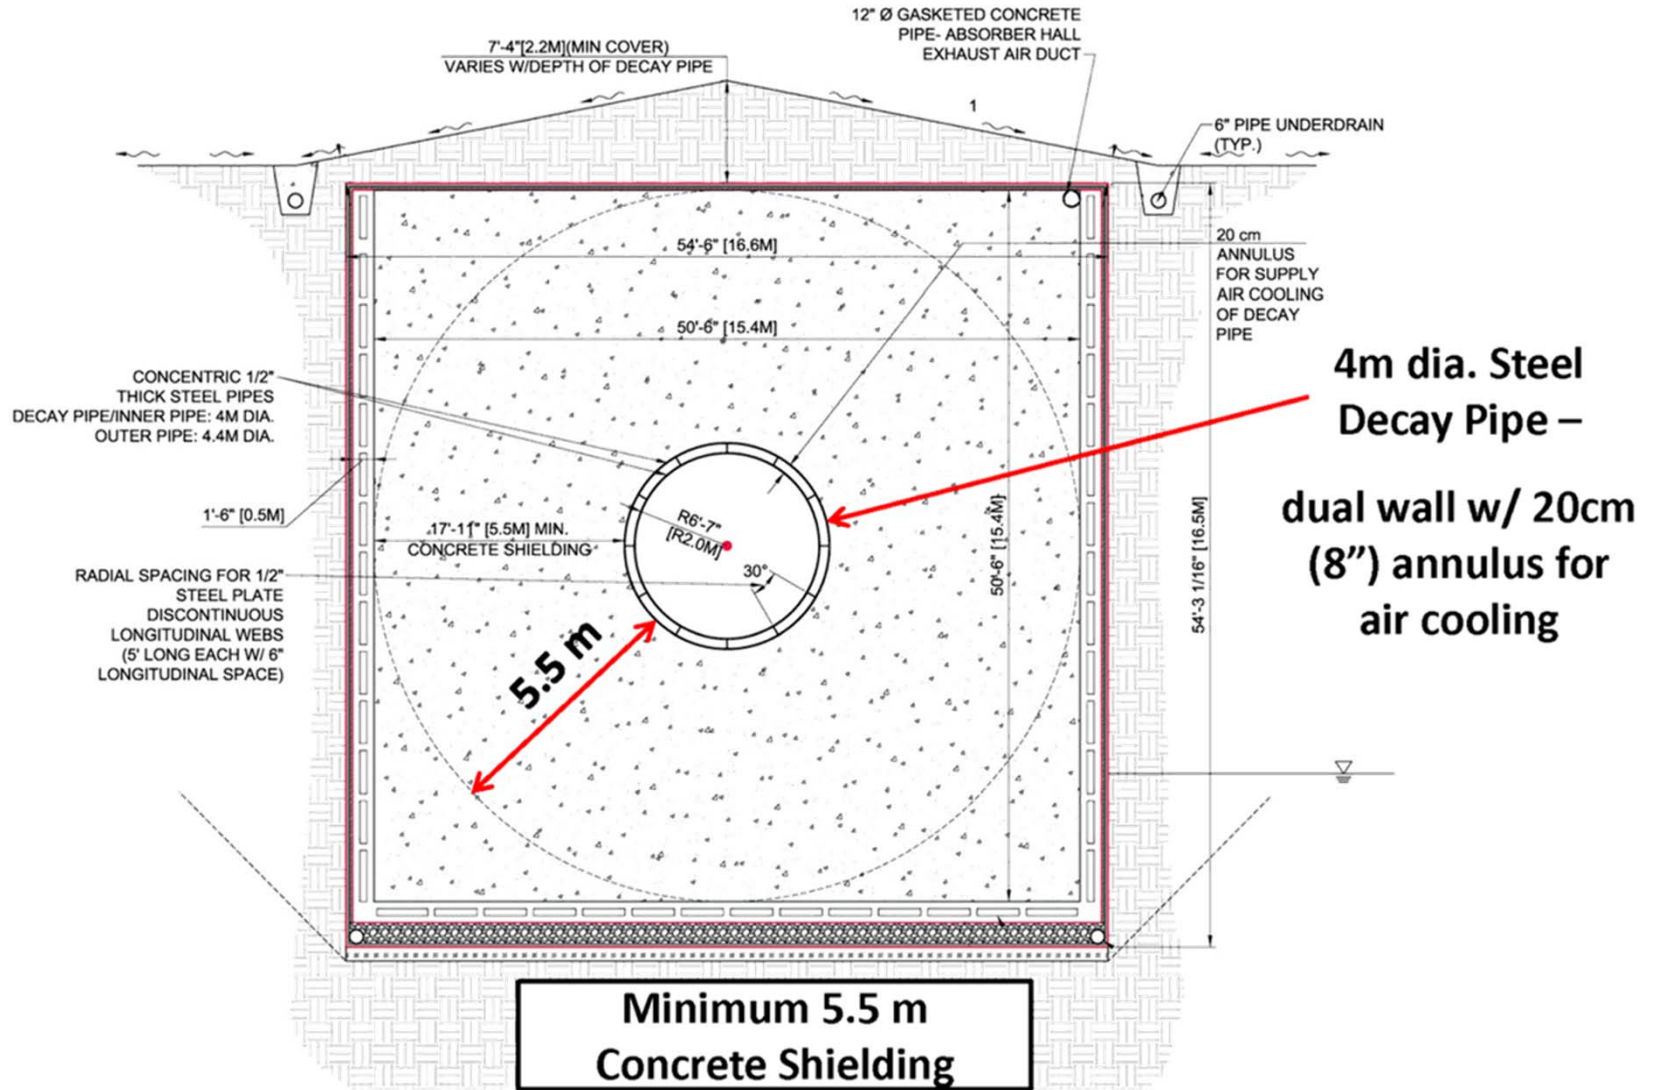 7'-4"[2.2M](MIN COVER)
VARIES W/DEPTH OF DECAY PIPE
12" Ø GASKETED CONCRETE
PIPE- ABSORBER HALL
EXHAUST AIR DUCT
1
6" PIPE UNDERDRAIN
(TYP.)
54'-6" [16.6M]
20 cm
ANNULUS
FOR SUPPLY
AIR COOLING
OF DECAY
PIPE
50'-6" [15.4M]
CONCENTRIC 1/2"
THICK STEEL PIPES
DECAY PIPE/INNER PIPE: 4M DIA.
OUTER PIPE: 4.4M DIA.
4m dia. Steel
Decay Pipe –
dual wall w/ 20cm
(8”) annulus for
air cooling
1'-6" [0.5M]
17'-11" [5.5M] MIN.
CONCRETE SHIELDING
R6'-7"
[R2.0M]
30°
50'-6" [15.4M]
54'-3 1/16" [16.5M]
RADIAL SPACING FOR 1/2"
STEEL PLATE
DISCONTINUOUS
LONGITUDINAL WEBS
(5' LONG EACH W/ 6"
LONGITUDINAL SPACE)
5.5 m
Minimum 5.5 m
Concrete Shielding